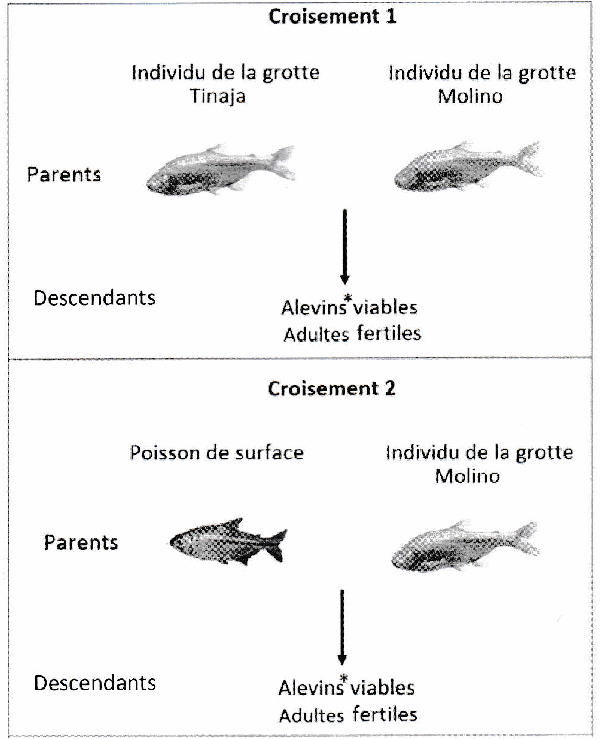 Croisement 1
Individu de la grotte
Tinaja
Individu de la grotte
Molino
Parents
Descendants
Alevins* viables
Adultes fertiles
Croisement 2
Poisson de surface
Individu de la grotte
Molino
Parents
Descendants
Alevins* viables
Adultes fertiles